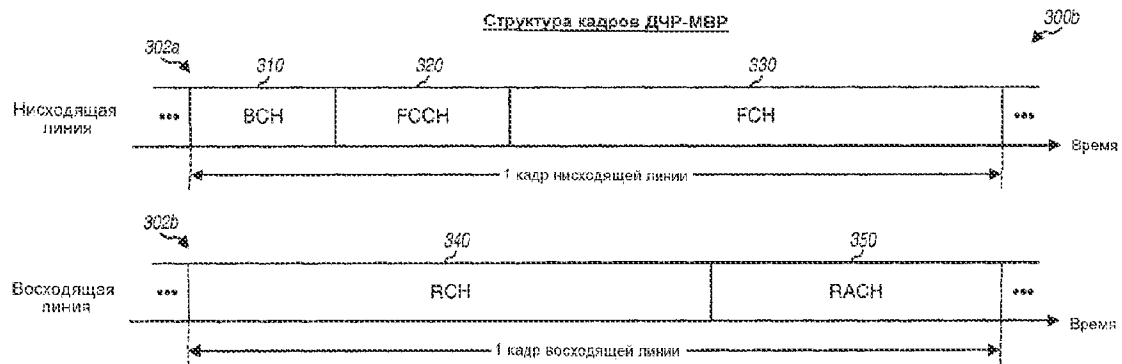 Структура кадров ДЧР-МВР
300b
302a
310
320
330
Нисходящая
линия
...
BCH
FCCH
FCH
...
Время
1 кадр нисходящей линии
302b
340
350
Восходящая
линия
...
RCH
RACH
...
Время
1 кадр восходящей линии